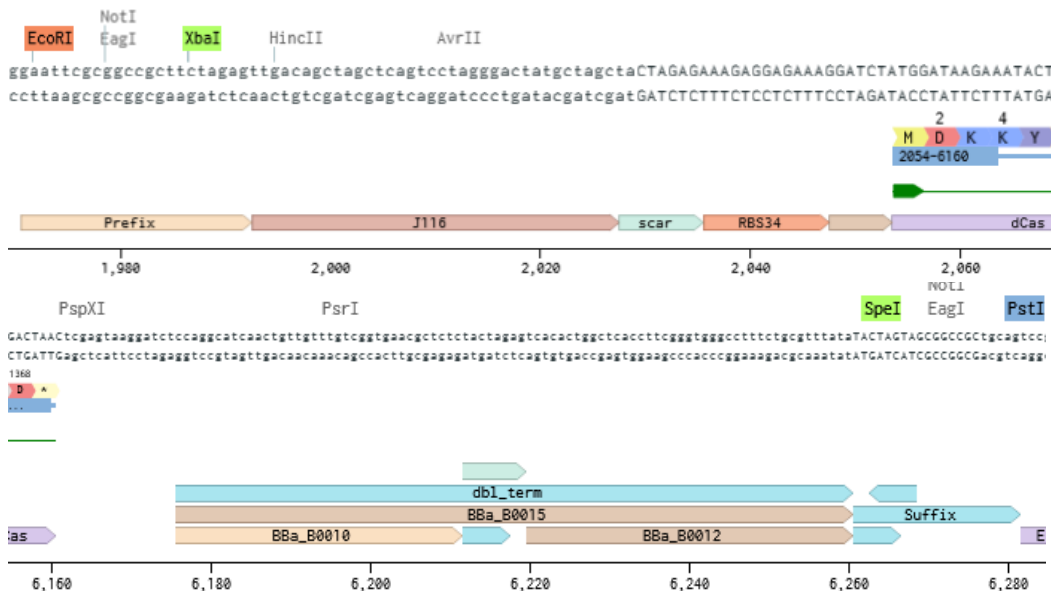 NotI
EcoRI EagI XbaI HincII AvrII
ggaattcgcggccgcttctagagttgacagctagctcagtcctagggactatgctagctaCTAGAGAAAGAGGAGAAAGGATCTATGGATAAGAAATACT
ccttaagcgccggcgaagatctcaactgtcgatcgagtcaggatccctgatacgatcgatGATCTCTTTCTCCTCTTTCCTAGATACCTATTCTTTATGA
2 4
M D K K Y
2054-6160
Prefix J116 scar RBS34 dCas
1,980 2,000 2,020 2,040 2,060
NotI
PspXI PsrI SpeI EagI PstI
GACTAACtcgagtaaggatctccaggcatcaactgttgtttgtcggtgaacgctctctactagagtcacactggctcaccttcgggtgggcctttctgcgtttataTACTAGTAGCGGCCGCTgcagtcc
CTGATTGagctcattcctagaggtccgtagttgacaacaaacagccacttgcgagagatgatctcagtgtgaccgagtggaagcccacccggaaagacgcaaatatATGATCATCGCCGGCGAcgtcagg
1368
D *
...
dbl_term
BBa_B0015 Suffix
Cas BBa_B0010 BBa_B0012 E
6,160 6,180 6,200 6,220 6,240 6,260 6,280